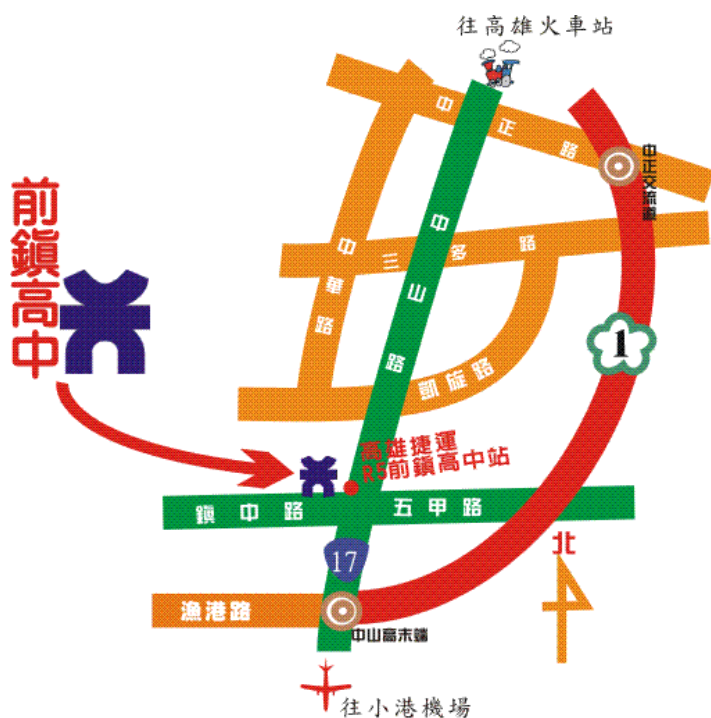 往高雄火車站
中正路
中正交流道
前鎮高中
中山路
三多路
中華路
1
凱旋路
高雄捷運
R5前鎮高中站
鎮中路
五甲路
17
北
漁港路
中山高末端
往小港機場